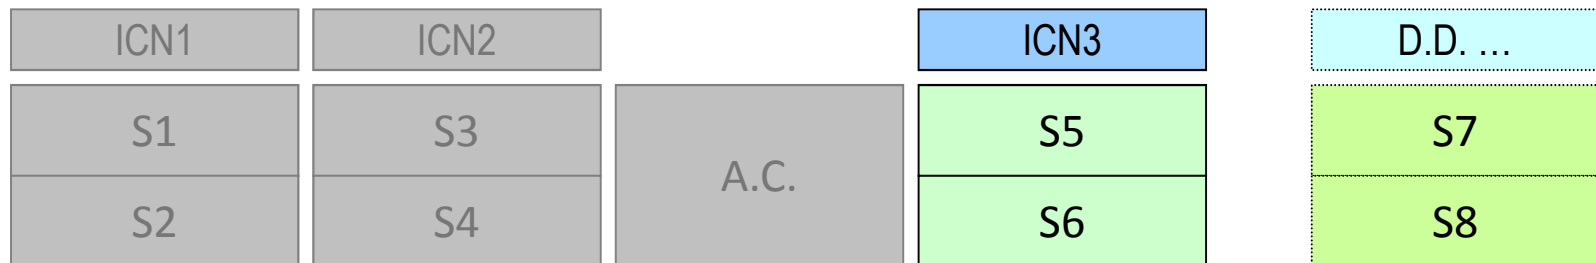 ICN1
ICN2
ICN3
D.D. ...
S1
S3
A.C.
S5
S7
S2
S4
S6
S8